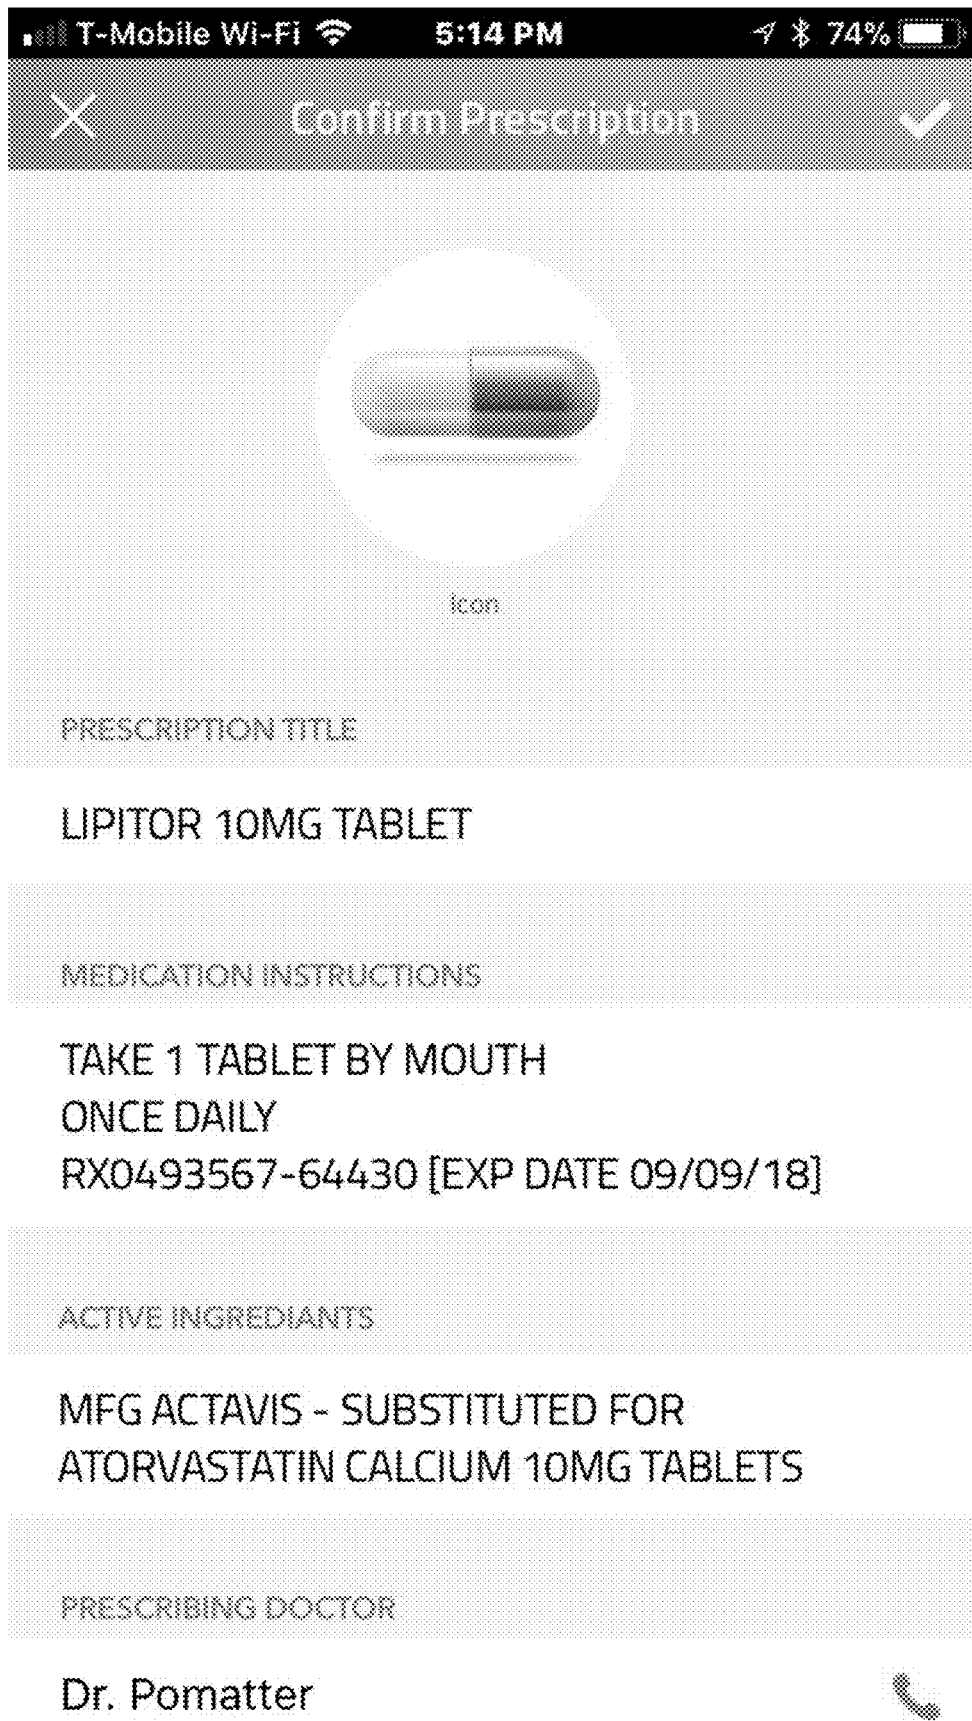 T-Mobile Wi-Fi 5:14 PM 74%
Confirm Prescription
Icon
PRESCRIPTION TITLE
LIPITOR 10MG TABLET
MEDICATION INSTRUCTIONS
TAKE 1 TABLET BY MOUTH
ONCE DAILY
RX0493567-64430 [EXP DATE 09/09/18]
ACTIVE INGREDIANTS
MFG ACTAVIS - SUBSTITUTED FOR
ATORVASTATIN CALCIUM 10MG TABLETS
PRESCRIBING DOCTOR
Dr. Pomatter